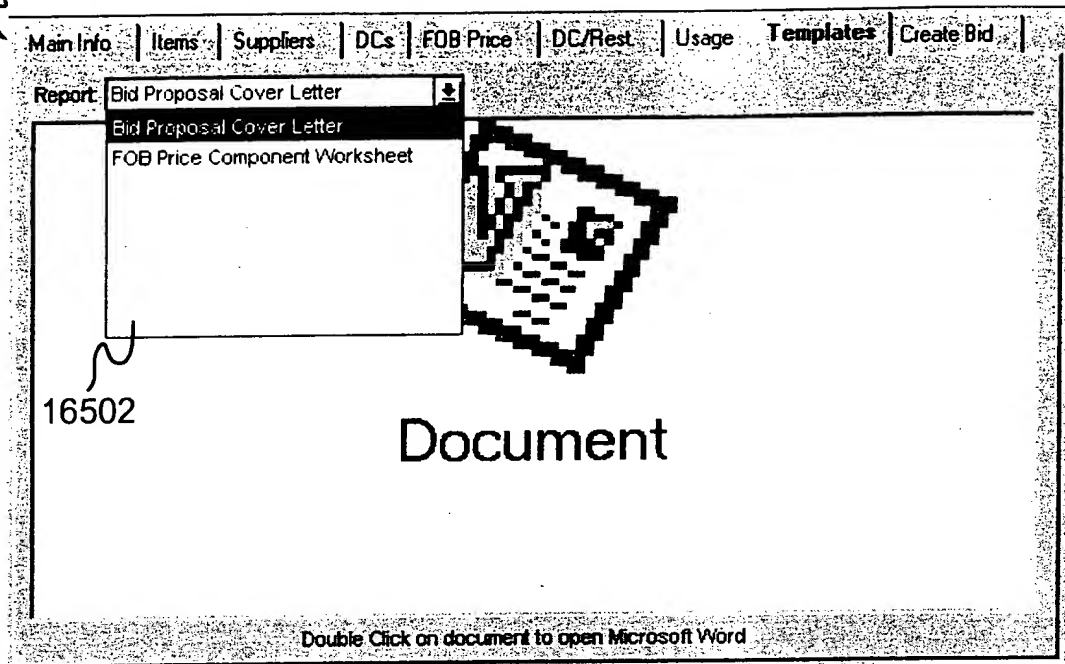 Main Info Items Suppliers DCs FOB Price DC/Rest Usage Templates Create Bid
Report: Bid Proposal Cover Letter
Bid Proposal Cover Letter
FOB Price Component Worksheet
16502
Document
Double Click on document to open Microsoft Word